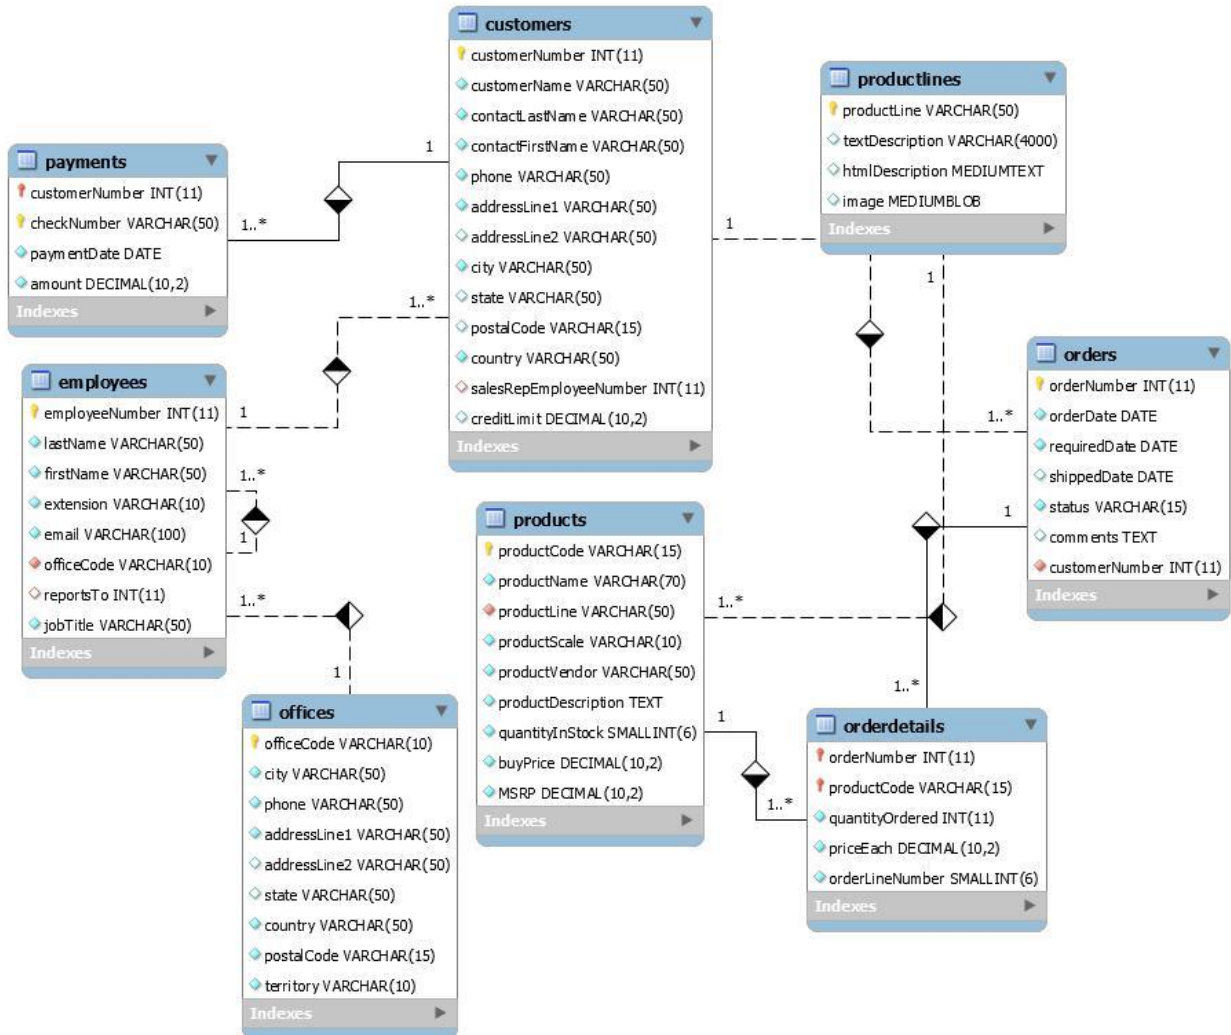 customers
customerNumber INT(11)
customerName VARCHAR(50)
contactLastName VARCHAR(50)
contactFirstName VARCHAR(50)
phone VARCHAR(50)
addressLine1 VARCHAR(50)
addressLine2 VARCHAR(50)
city VARCHAR(50)
state VARCHAR(50)
postalCode VARCHAR(15)
country VARCHAR(50)
salesRepEmployeeNumber INT(11)
creditLimit DECIMAL(10,2)
Indexes
productlines
productLine VARCHAR(50)
textDescription VARCHAR(4000)
htmlDescription MEDIUMTEXT
image MEDIUMBLOB
Indexes
payments
customerNumber INT(11)
checkNumber VARCHAR(50)
paymentDate DATE
amount DECIMAL(10,2)
Indexes
1
1..*
1
1
1..*
1
employees
employeeNumber INT(11)
lastName VARCHAR(50)
firstName VARCHAR(50)
extension VARCHAR(10)
email VARCHAR(100)
officeCode VARCHAR(10)
reportsTo INT(11)
jobTitle VARCHAR(50)
Indexes
1..*
1
1..*
1
orders
orderNumber INT(11)
orderDate DATE
requiredDate DATE
shippedDate DATE
status VARCHAR(15)
comments TEXT
customerNumber INT(11)
Indexes
1..*
1
products
productCode VARCHAR(15)
productName VARCHAR(70)
productLine VARCHAR(50)
productScale VARCHAR(10)
productVendor VARCHAR(50)
productDescription TEXT
quantityInStock SMALLINT(6)
buyPrice DECIMAL(10,2)
MSRP DECIMAL(10,2)
Indexes
1..*
1..*
1
1..*
offices
officeCode VARCHAR(10)
city VARCHAR(50)
phone VARCHAR(50)
addressLine1 VARCHAR(50)
addressLine2 VARCHAR(50)
state VARCHAR(50)
country VARCHAR(50)
postalCode VARCHAR(15)
territory VARCHAR(10)
Indexes
orderdetails
orderNumber INT(11)
productCode VARCHAR(15)
quantityOrdered INT(11)
priceEach DECIMAL(10,2)
orderLineNumber SMALLINT(6)
Indexes